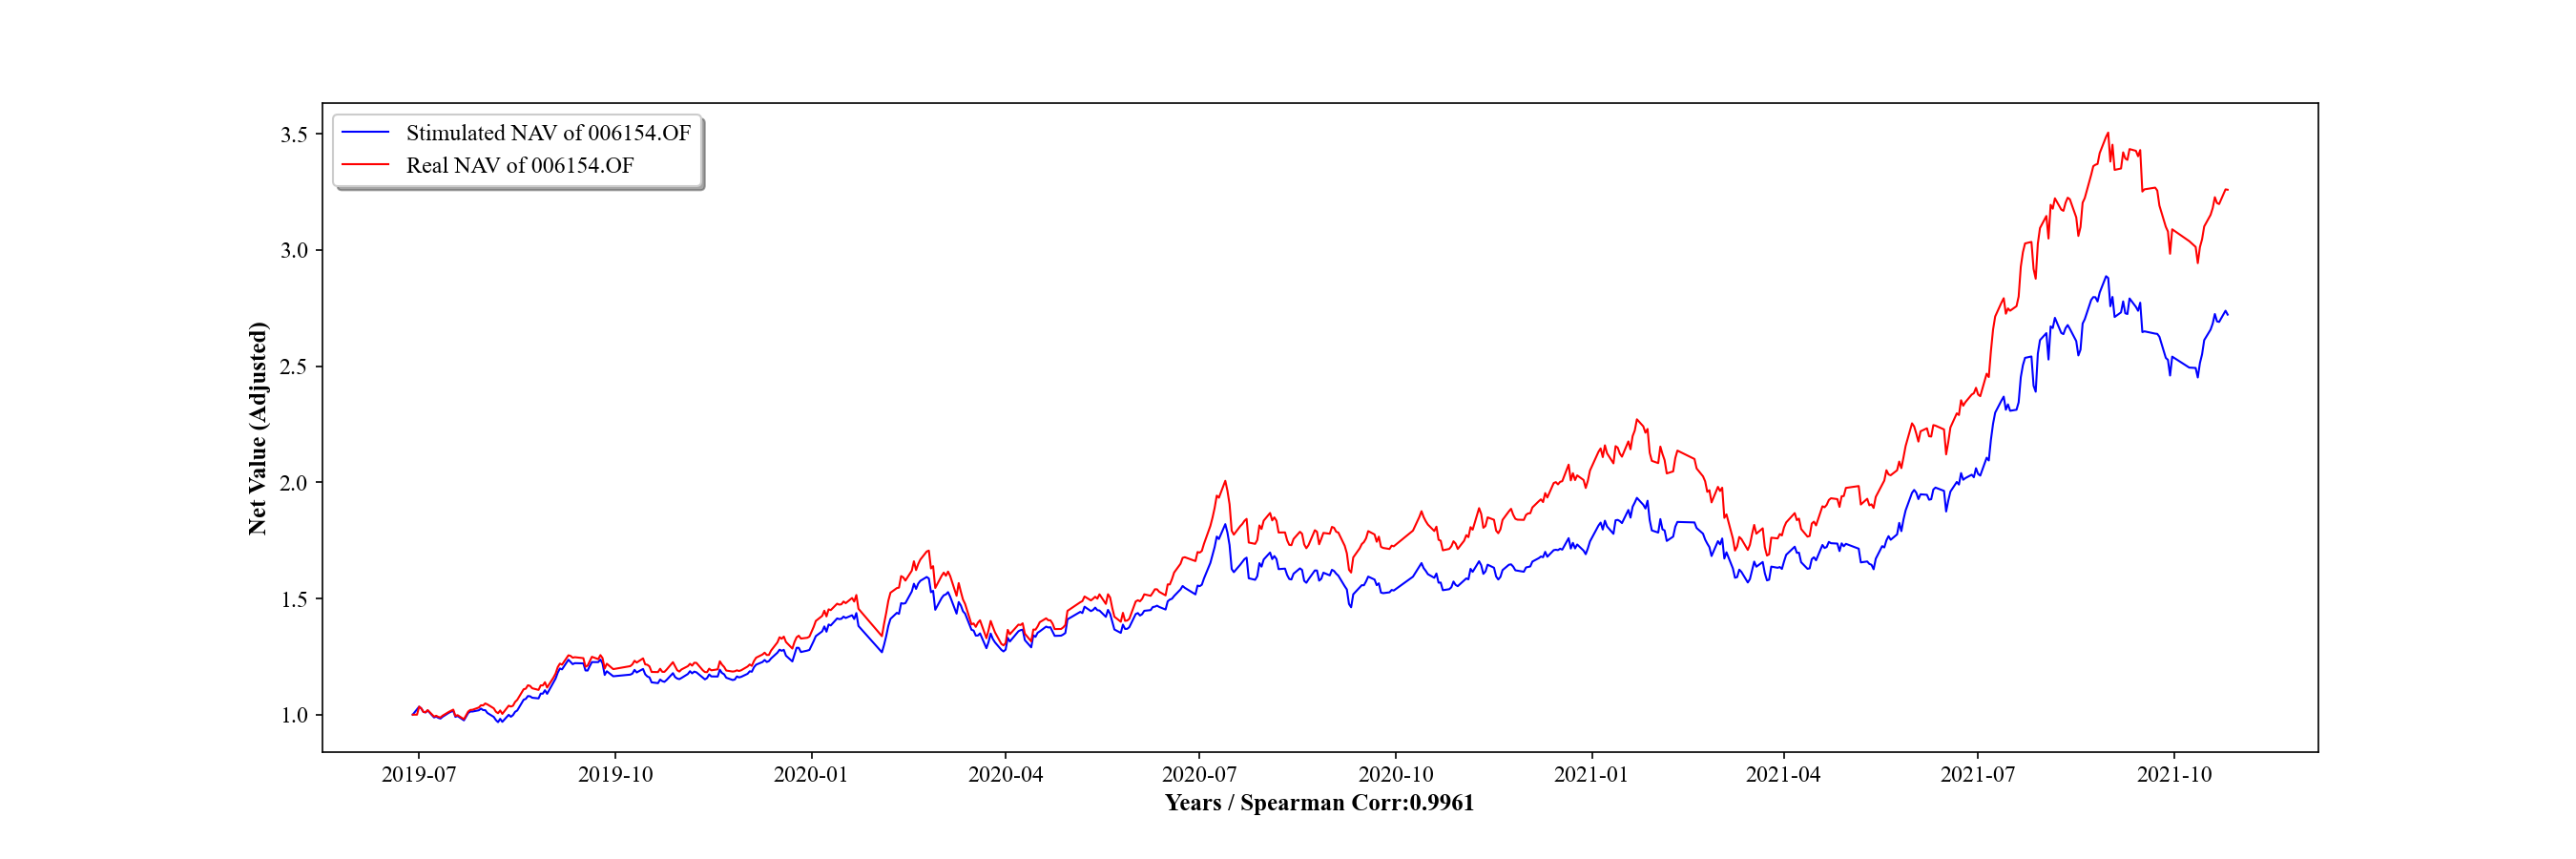 Stimulated NAV of 006154.OF
Real NAV of 006154.OF
Net Value (Adjusted)
3.5
3.0
2.5
2.0
1.5
1.0
2019-07 2019-10 2020-01 2020-04 2020-07 2020-10 2021-01 2021-04 2021-07 2021-10
Years / Spearman Corr:0.9961